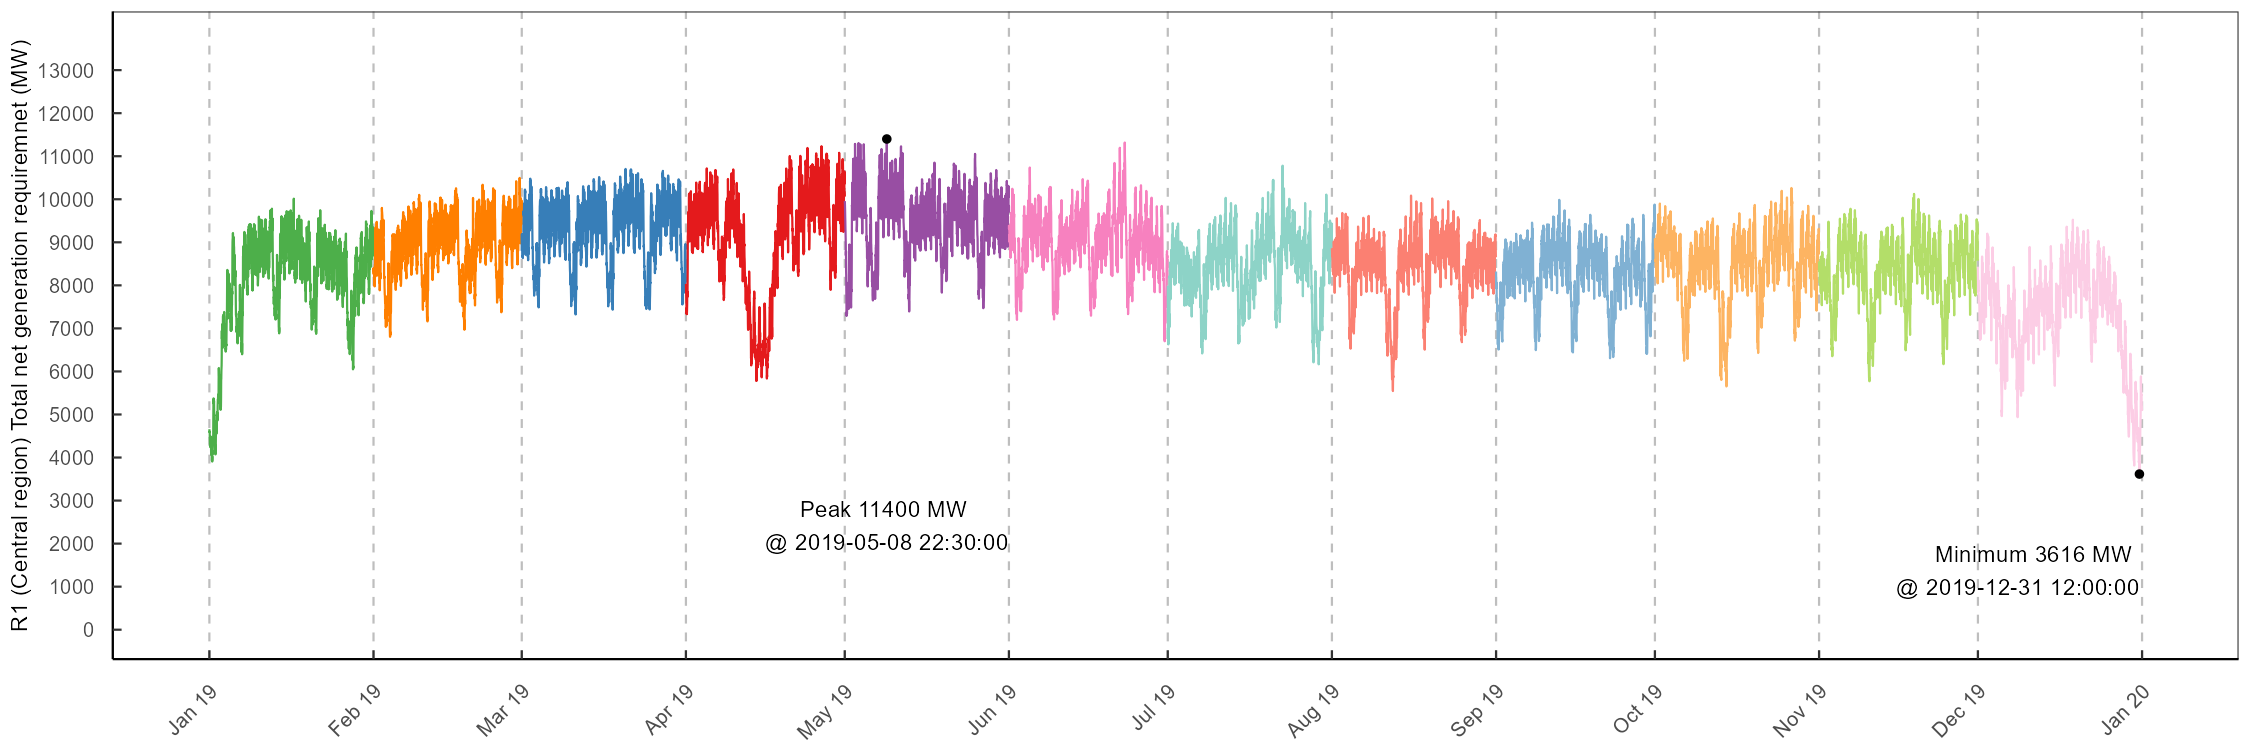 R1 (Central region) Total net generation requiremnet (MW)
13000
12000
11000
10000
9000
8000
7000
6000
5000
4000
3000
2000
1000
0
Peak 11400 MW
@ 2019-05-08 22:30:00
Minimum 3616 MW
@ 2019-12-31 12:00:00
Jan 19
Feb 19
Mar 19
Apr 19
May 19
Jun 19
Jul 19
Aug 19
Sep 19
Oct 19
Nov 19
Dec 19
Jan 20